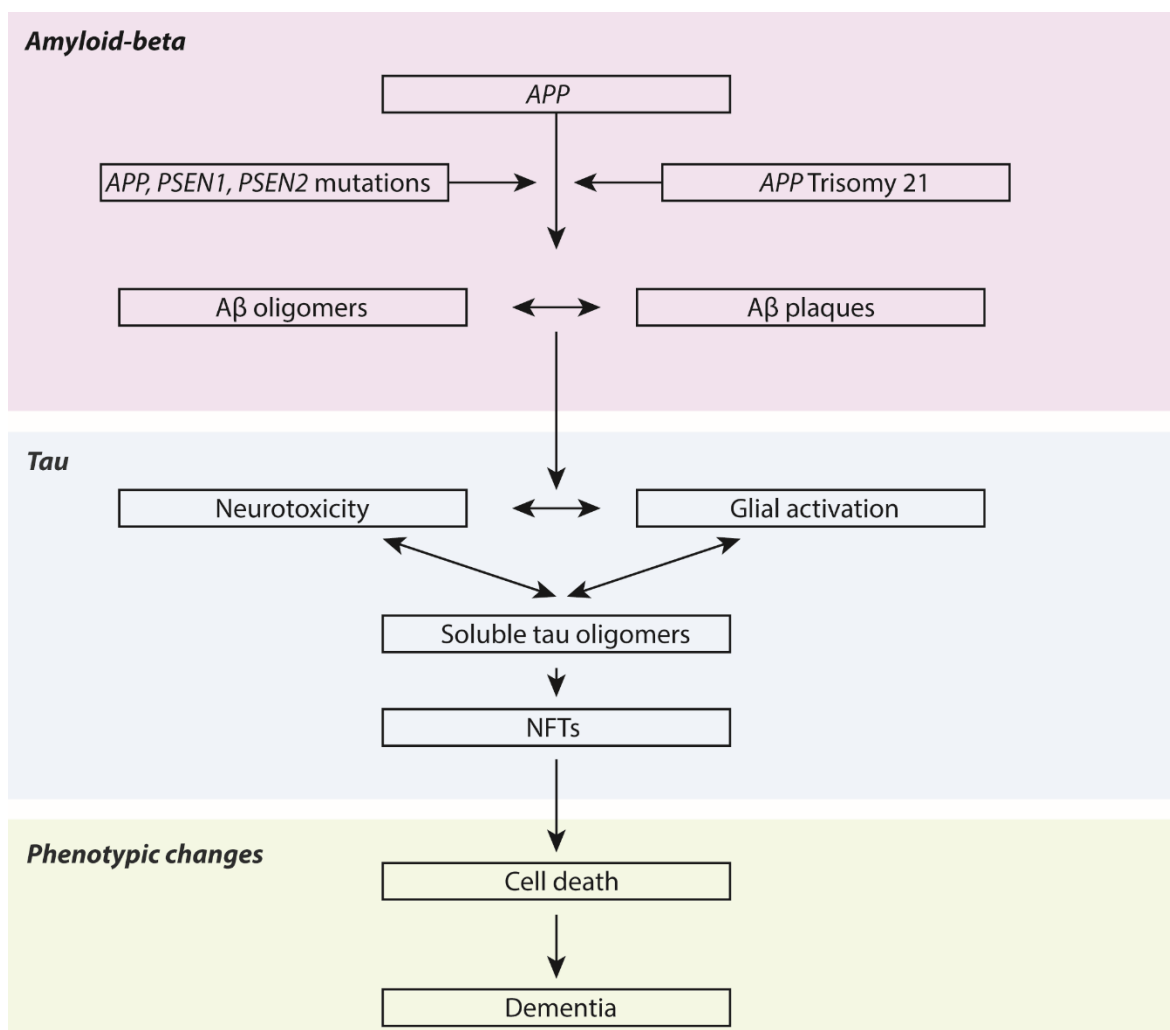 Amyloid-beta
APP
APP, PSEN1, PSEN2 mutations
APP Trisomy 21
Aβ oligomers
Aβ plaques
Tau
Neurotoxicity
Glial activation
Soluble tau oligomers
NFTs
Phenotypic changes
Cell death
Dementia